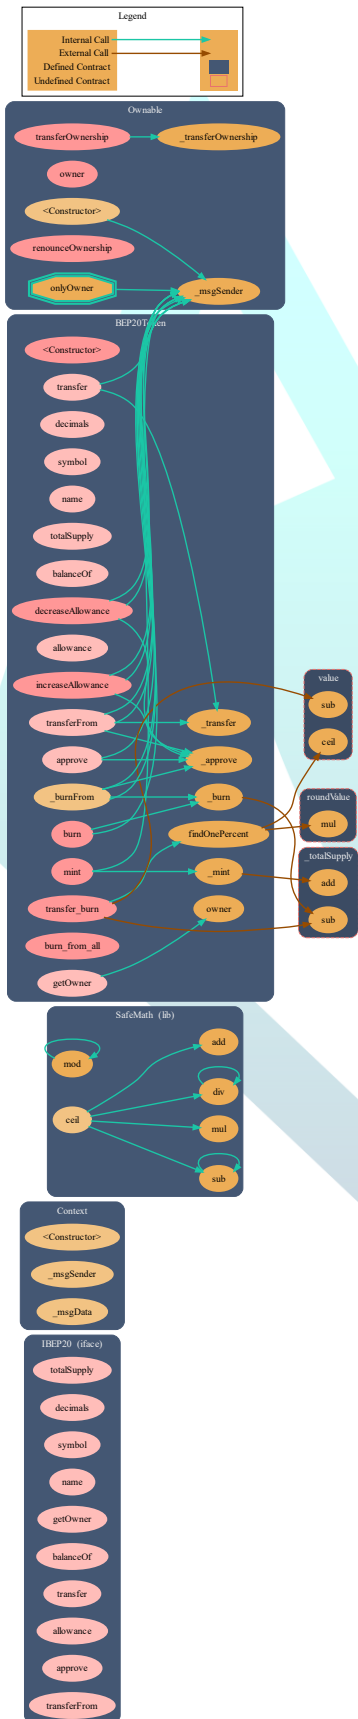 Legend
Internal Call
External Call
Defined Contract
Undefined Contract
Ownable
transferOwnership
_transferOwnership
owner
<Constructor>
renounceOwnership
onlyOwner
_msgSender
BEP20Token
<Constructor>
transfer
decimals
symbol
name
totalSupply
balanceOf
decreaseAllowance
allowance
increaseAllowance
transferFrom
approve
_burnFrom
burn
mint
transfer_burn
burn_from_all
getOwner
_transfer
_approve
_burn
findOnePercent
_mint
owner
value
sub
ceil
roundValue
mul
_totalSupply
add
sub
SafeMath (lib)
mod
ceil
add
div
mul
sub
Context
<Constructor>
_msgSender
_msgData
IBEP20 (iface)
totalSupply
decimals
symbol
name
getOwner
balanceOf
transfer
allowance
approve
transferFrom